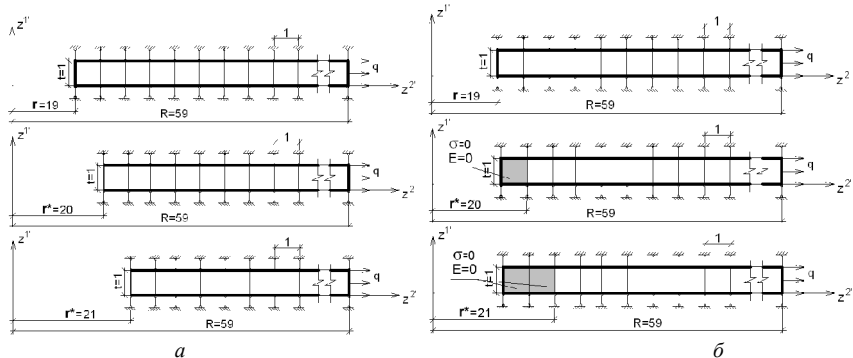 z1'
1
t=1
q
z2'
r=19
R=59
z1'
1
t=1
z2
r*=20
R=59
z1'
1
t=1
q
z2'
r*=21
R=59
а
z1'
1
t=1
q
z2'
r=19
R=59
z1'
σ=0
E=0
1
t=1
q
z2'
r*=20
R=59
z1'
σ=0
E=0
1
t=1
q
z2'
r*=21
R=59
б